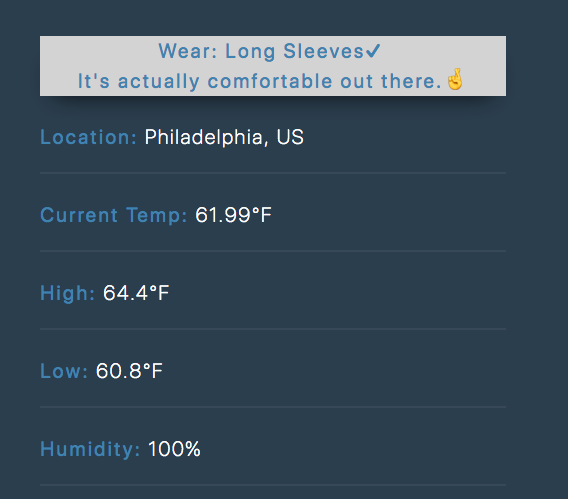 Wear: Long Sleeves✔
It's actually comfortable out there.🤞
Location: Philadelphia, US
Current Temp: 61.99°F
High: 64.4°F
Low: 60.8°F
Humidity: 100%